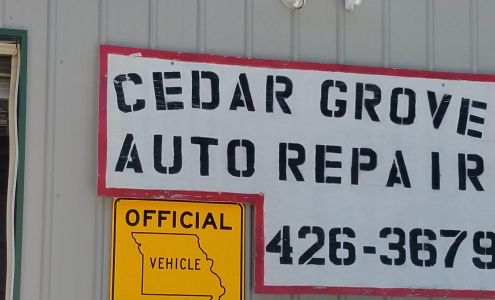 CEDAR GROVE
AUTO REPAIR
426-3679
OFFICIAL
VEHICLE